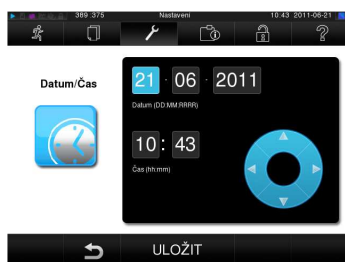 389 :375 Nastavení 10:43 2011-06-21
Datum/Čas
21 . 06 . 2011
Datum (DD:MM:RRRR)
10 : 43
Čas (hh:mm)
ULOŽIT